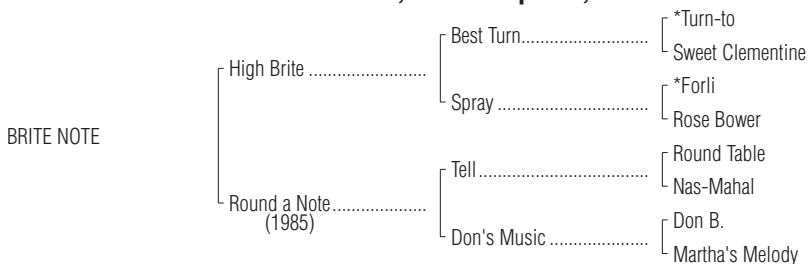 *Turn-to
Best Turn..............................
Sweet Clementine
High Brite ...........................
*Forli
Spray ...................................
Rose Bower
BRITE NOTE
Round Table
Tell........................................
Nas-Mahal
Round a Note......................
(1985)
Don B.
Don's Music .......................
Martha's Melody